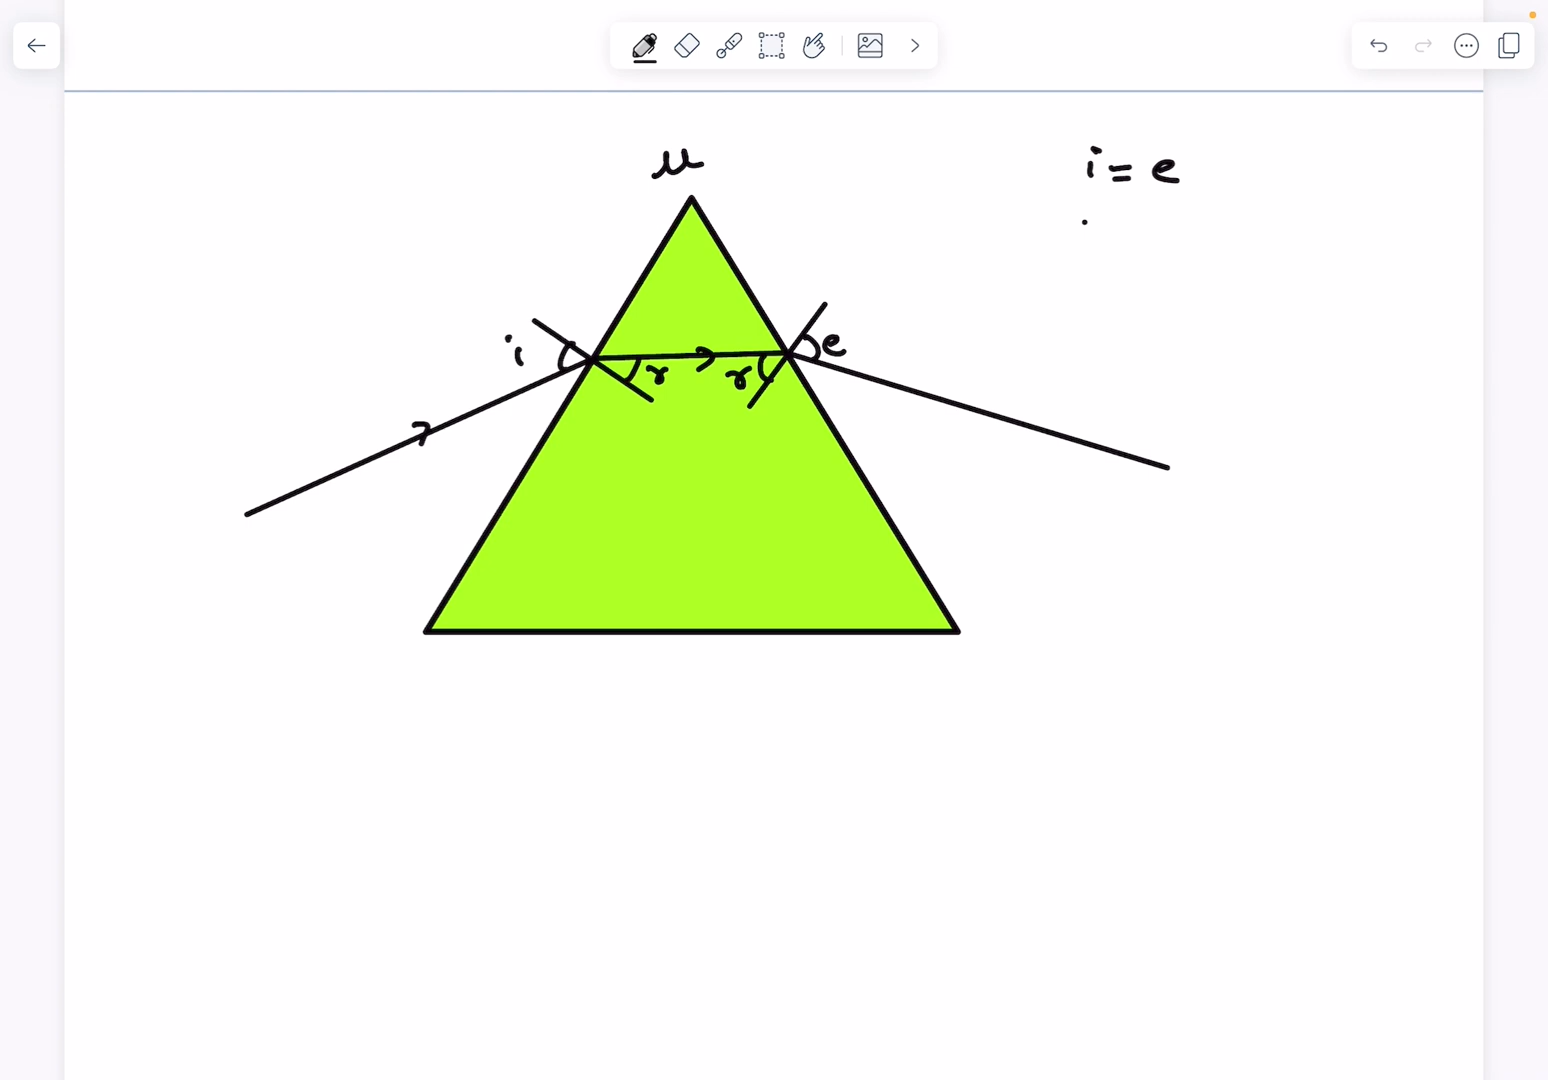 μ
i = e
i
r
r
e